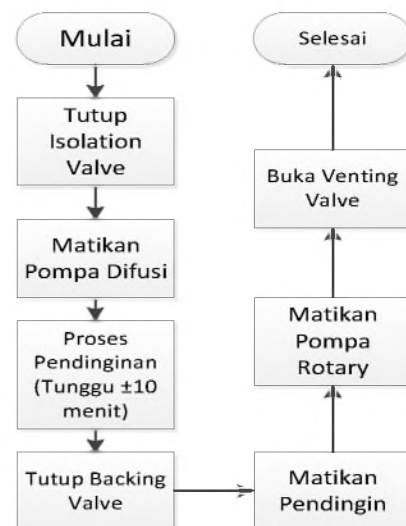 Mulai
Tutup
Isolation
Valve
Matikan
Pompa Difusi
Proses
Pendinginan
(Tunggu ±10
menit)
Tutup Backing
Valve
Matikan
Pendingin
Matikan
Pompa
Rotary
Buka Venting
Valve
Selesai